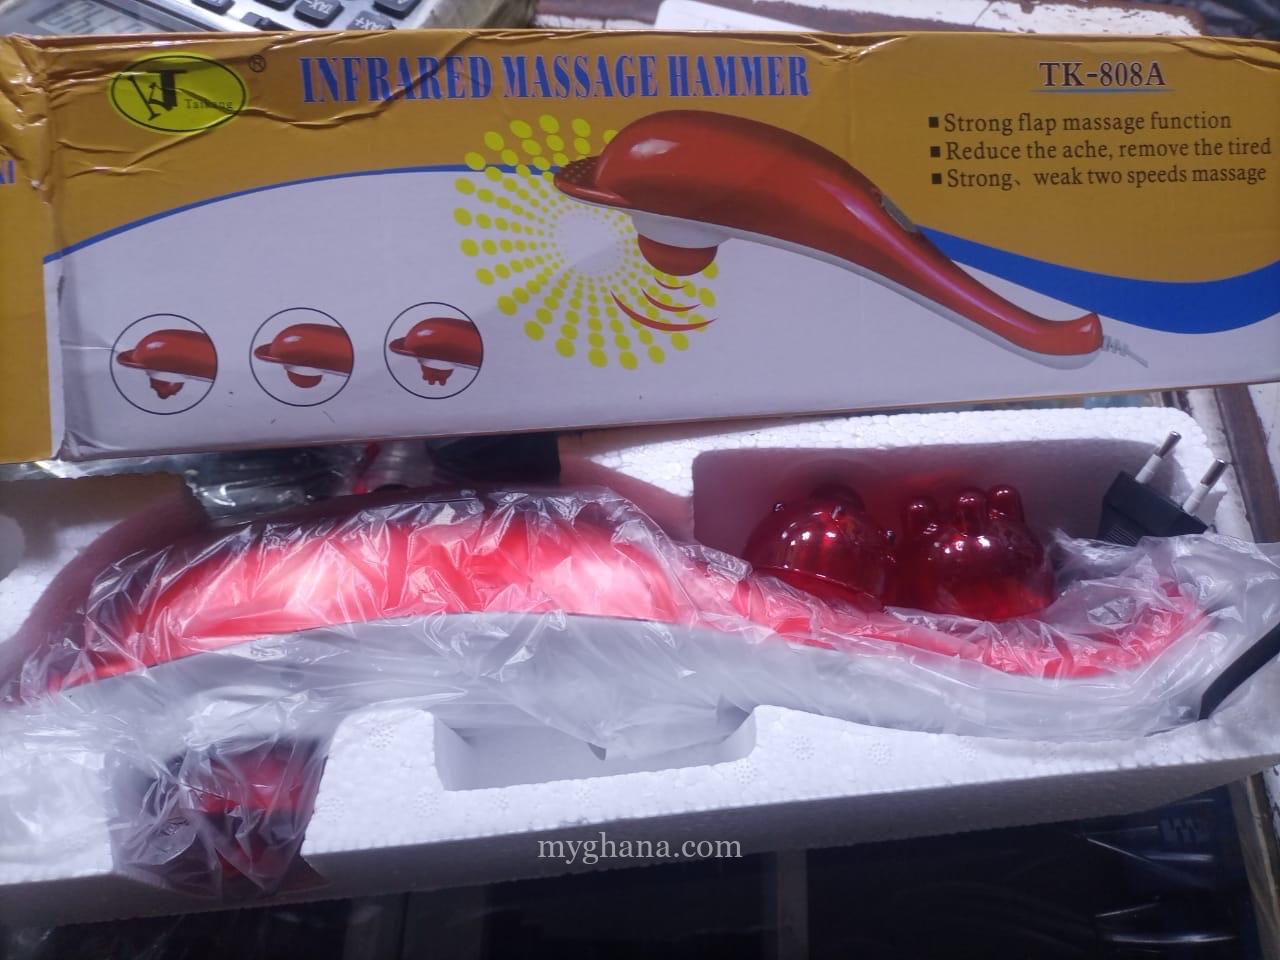 Taikang ®
INFRARED MASSAGE HAMMER
TK-808A
■ Strong flap massage function
■ Reduce the ache, remove the tired
■ Strong、weak two speeds massage
myghana.com